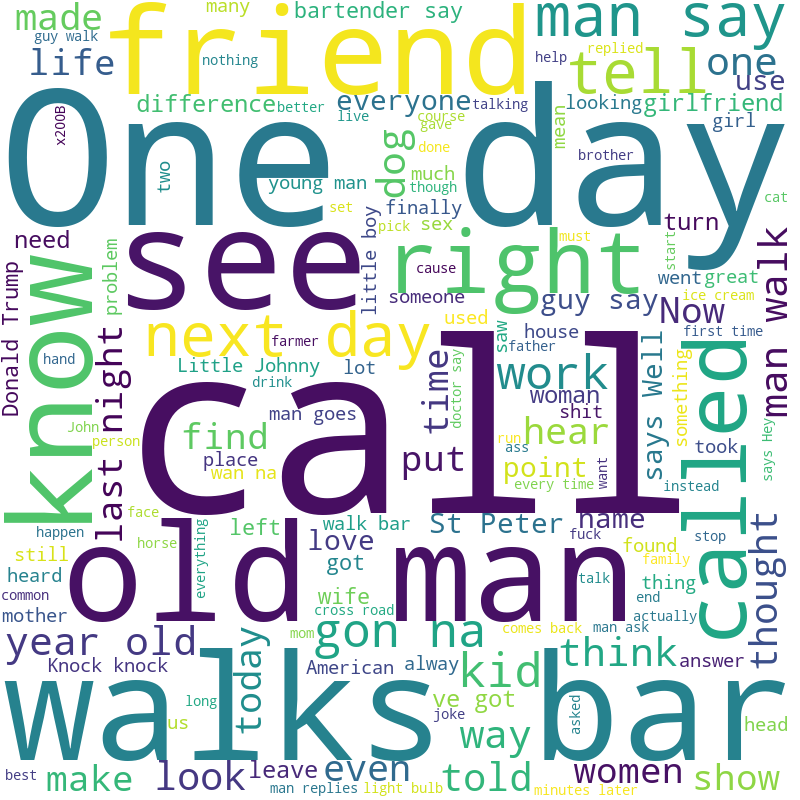 made
many
bartender say
man say
guy walk
friend
life
nothing
help
replied
tell
one
use
One day
x200B
difference
better
everyone
talking
looking
girlfriend
live
course
gave
mean
girl
two
young man
dog
much
done
brother
though
cat
set
finally
pick
sex
turn
need
see
little boy
right
must
start
man walk
problem
cause
went
great
Donald Trump
know
someone
guy say
ice cream
next day
used
saw
house
Now
first time
hand
last night
farmer
father
called
Little Johnny
lot
time
doctor say
work
something
says Well
drink
call
woman
John
man goes
shit
person
find
hear
says Hey
run
place
put
ass
took
wan na
point
want
every time
instead
face
left
walk bar
St Peter
name
happen
horse
everything
love
fuck
stop
thought
still
old man
got
found
family
heard
wife
talk
thing
common
end
mother
cross road
actually
year old
mom
gon na
comes back
man ask
think
answer
Knock knock
today
American
alway
kid
walks bar
long
us
ve got
asked
joke
way
head
best
make
look
leave
even
told
women
show
man replies
light bulb
minutes later